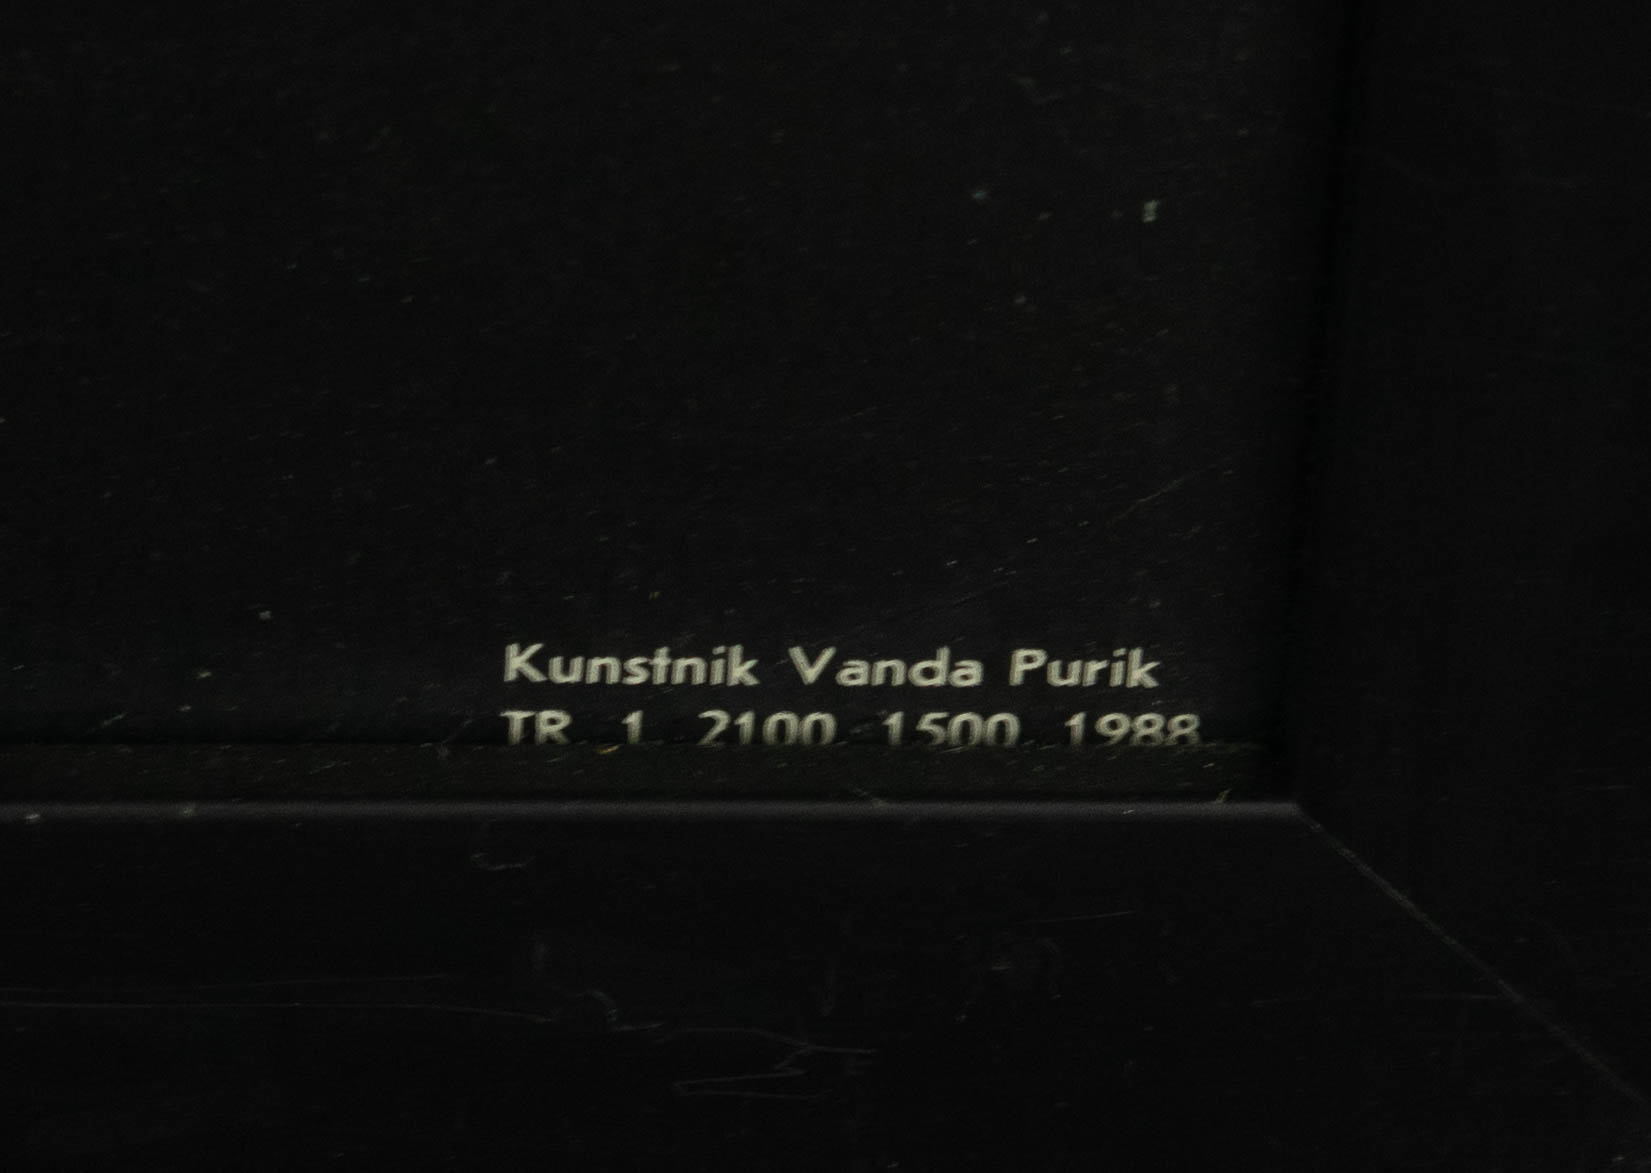 Kunstnik Vanda Purik
TR 1 2100 1500 1988